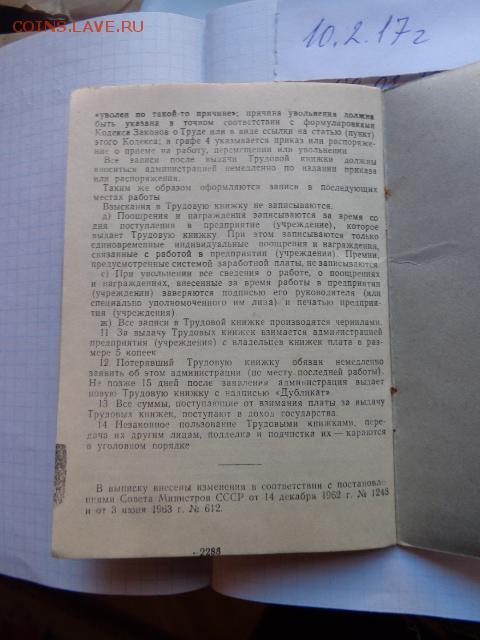 COINS.LAVE.RU
10.2.17г
«уволен по такой-то причине»; причина увольнения должна
быть указана в точном соответствии с формулировками
Кодекса Законов о Труде или в виде ссылки на статью (пункт)
этого Кодекса; в графе 4 указывается приказ или распоряже-
ние о приеме на работу, перемещении или увольнении.
Все записи после выдачи Трудовой книжки должны
вноситься администрацией немедленно по издании приказа
или распоряжения.
Таким же образом оформляются записи в последующих
местах работы
Взыскания в Трудовую книжку не записываются.
д) Поощрения и награждения записываются за время со
дня поступления в предприятие (учреждение), которое
выдает Трудовую книжку. При этом записываются только
единовременные индивидуальные поощрения и награждения,
связанные с работой в предприятии (учреждении). Премии,
предусмотренные системой заработной платы, не записываются
е) При увольнении все сведения о работе, о поощрениях
и награждениях, внесенные за время работы в предприятии
(учреждении) заверяются подписью его руководителя (или
специально уполномоченного им лица) и печатью предприя-
тия (учреждения)
ж) Все записи в Трудовой книжке производятся чернилами.
11 За выдачу Трудовых книжек взимается администрацией
предприятия (учреждения) с владельцев книжек плата в раз-
мере 5 копеек
12 Потерявший Трудовую книжку обязан немедленно
заявить об этом администрации (по месту последней работы).
Не позже 15 дней после заявления администрация выдает
новую Трудовую книжку с надписью «Дубликат»
13 Все суммы, поступающие от взимания платы за выдачу
Трудовых книжек, поступают в доход государства.
14 Незаконное пользование Трудовыми книжками, пере-
дача их другим лицам, подделка и подчистка их — караются
в уголовном порядке
В выписку внесены изменения в соответствии с постановле-
ниями Совета Министров СССР от 14 декабря 1962 г. № 1248
и от 3 июня 1963 г. № 612.
2288